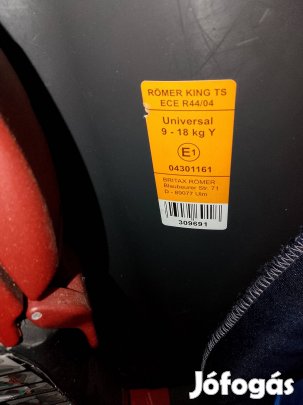 RÖMER KING TS
ECE R44/04
Universal
9 - 18 kg Y
E1
04301161
BRITAX RÖMER
Blaubeurer Str. 71
D - 89077 Ulm
309691
Jófogás